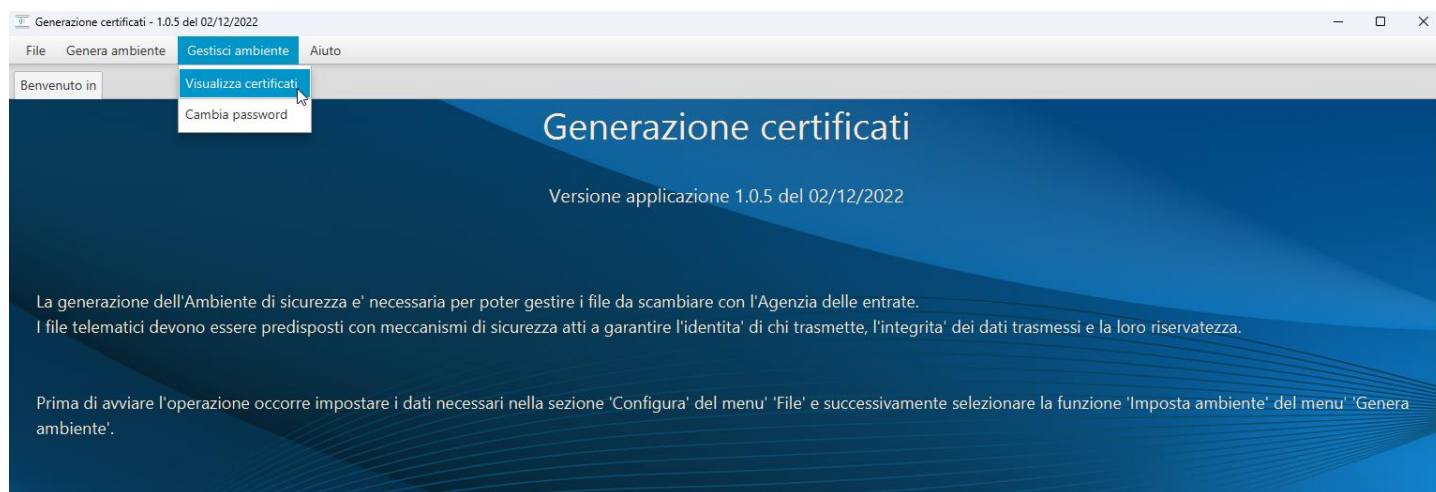 Generazione certificati - 1.0.5 del 02/12/2022
File Genera ambiente Gestisci ambiente Aiuto
Benvenuto in
Visualizza certificati
Cambia password
Generazione certificati
Versione applicazione 1.0.5 del 02/12/2022
La generazione dell'Ambiente di sicurezza e' necessaria per poter gestire i file da scambiare con l'Agenzia delle entrate.
I file telematici devono essere predisposti con meccanismi di sicurezza atti a garantire l'identita' di chi trasmette, l'integrita' dei dati trasmessi e la loro riservatezza.
Prima di avviare l'operazione occorre impostare i dati necessari nella sezione 'Configura' del menu' 'File' e successivamente selezionare la funzione 'Imposta ambiente' del menu' 'Genera
ambiente'.